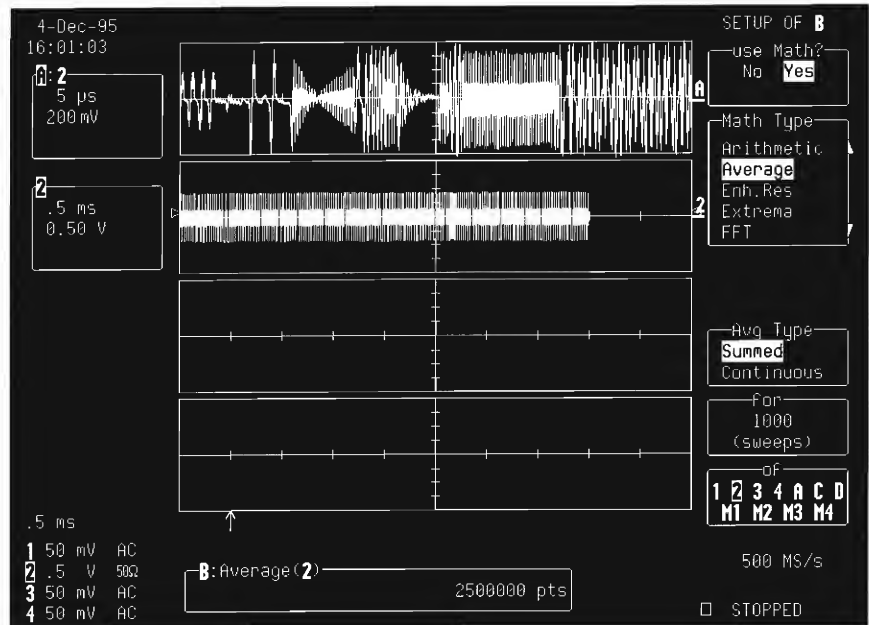 4-Dec-95
16:01:03
A:2
5 µs
200mV
2
.5 ms
0.50 V
A
2
SETUP OF B
use Math?
No Yes
Math Type
Arithmetic
Average
Enh.Res
Extrema
FFT
Avg Type
Summed
Continuous
for
1000
(sweeps)
of
1 2 3 4 A C D
M1 M2 M3 M4
.5 ms
1 50 mV AC
2 .5 V 50Ω
3 50 mV AC
4 50 mV AC
B:Average(2)
2500000 pts
500 MS/s
STOPPED